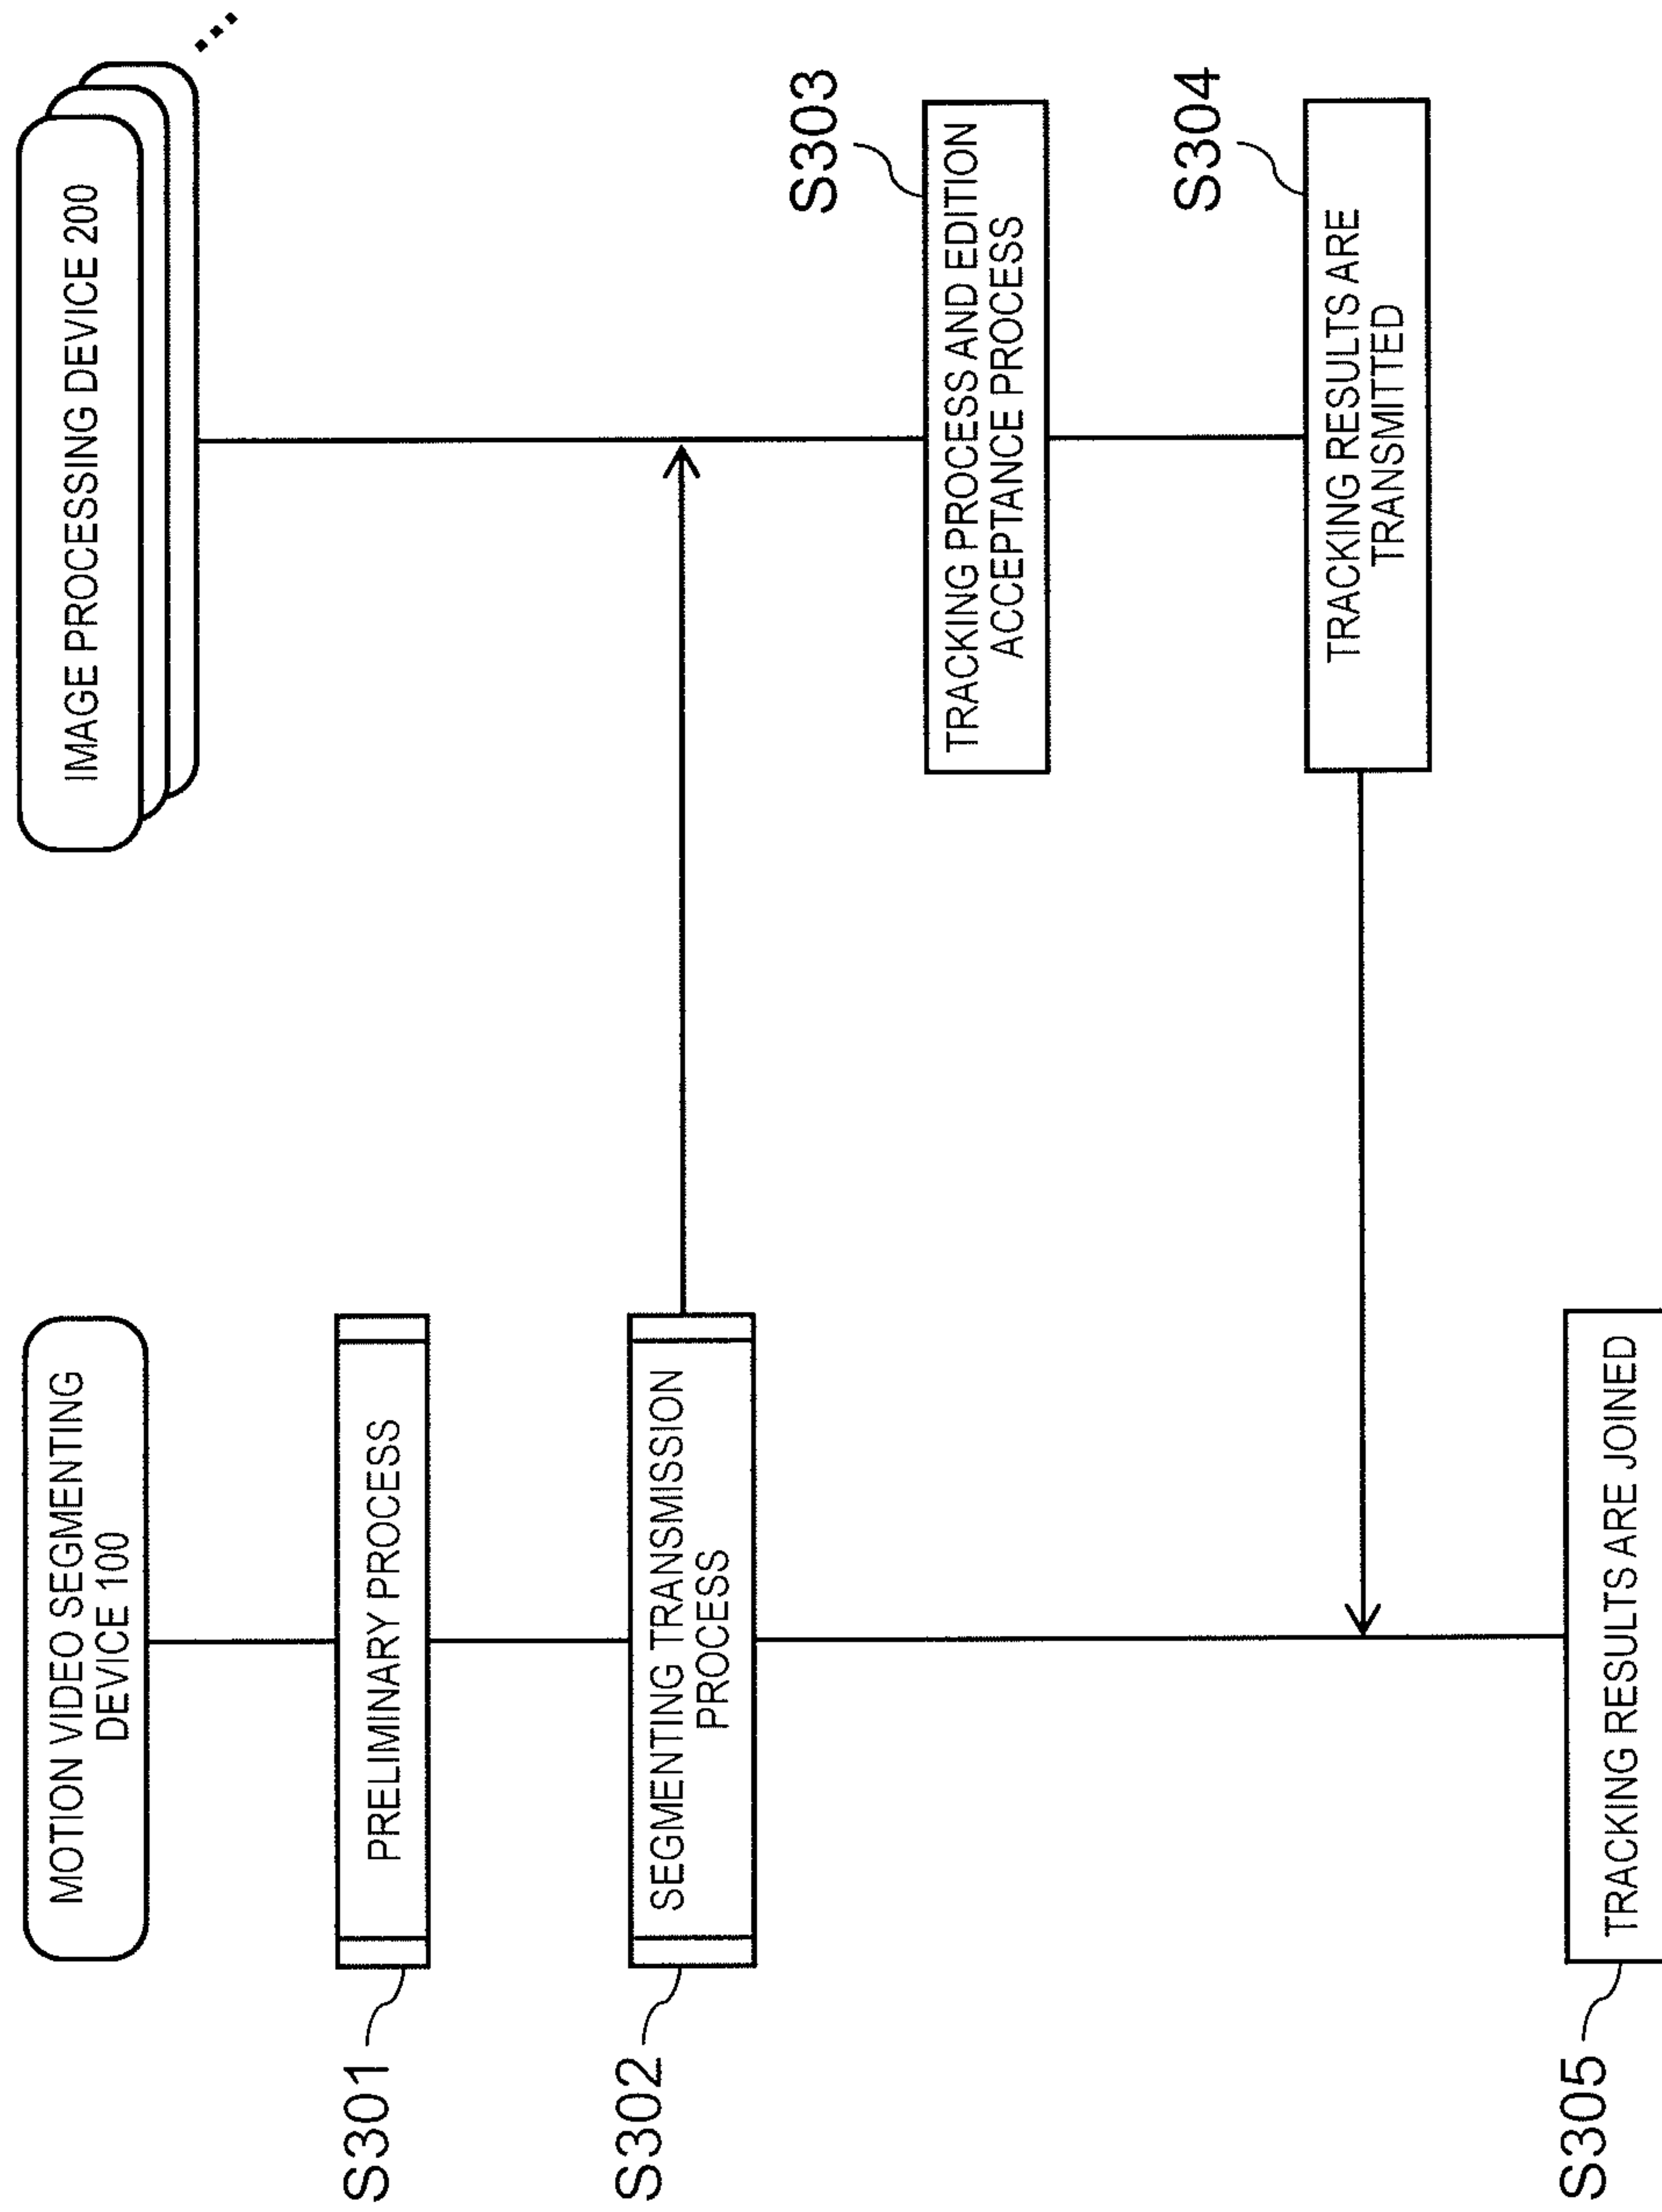 MOTION VIDEO SEGMENTING
DEVICE 100
IMAGE PROCESSING DEVICE 200
S301
PRELIMINARY PROCESS
S302
SEGMENTING TRANSMISSION
PROCESS
S303
TRACKING PROCESS AND EDITION
ACCEPTANCE PROCESS
S304
TRACKING RESULTS ARE
TRANSMITTED
S305
TRACKING RESULTS ARE JOINED